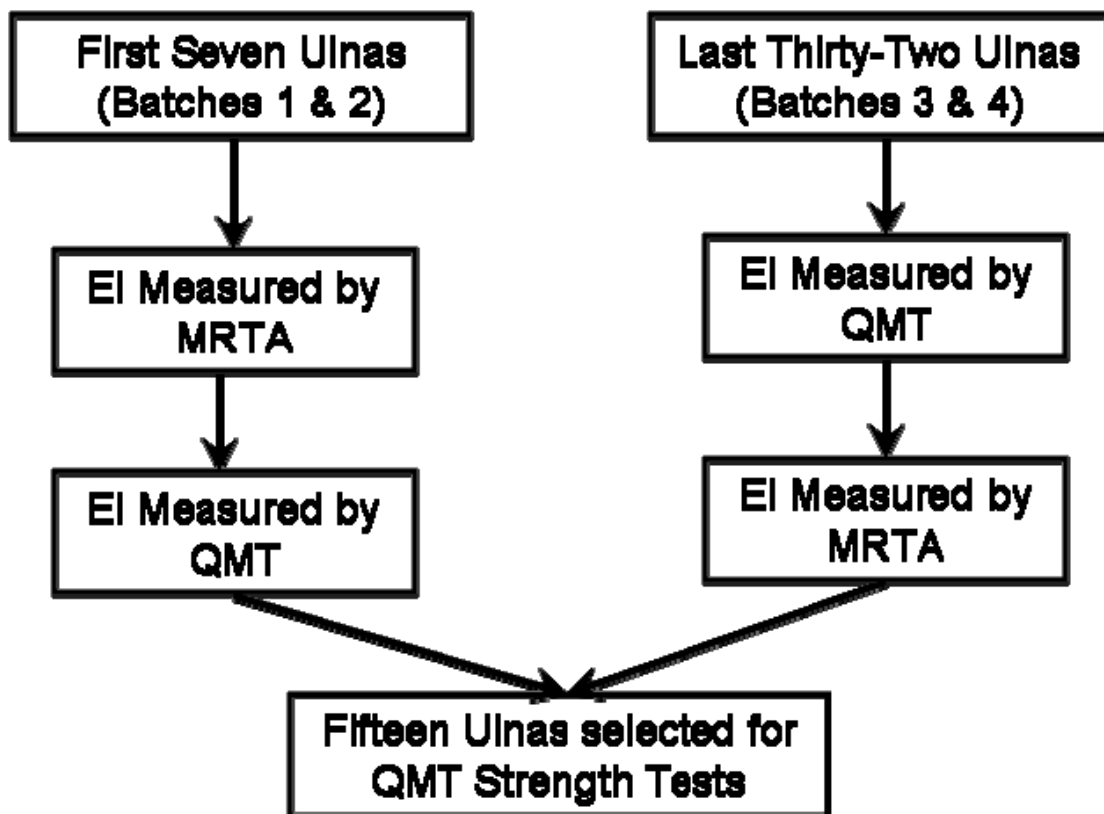 First Seven Ulnas
(Batches 1 & 2)
EI Measured by
MRTA
EI Measured by
QMT
Last Thirty-Two Ulnas
(Batches 3 & 4)
EI Measured by
QMT
EI Measured by
MRTA
Fifteen Ulnas selected for
QMT Strength Tests